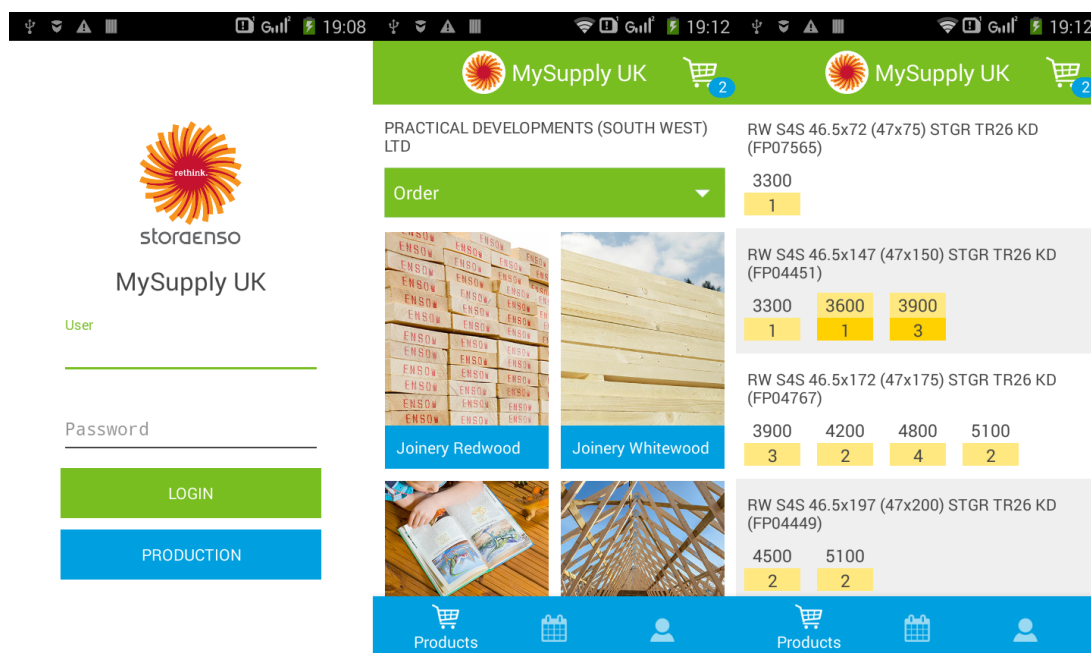 19:08
rethink.
storaenso
MySupply UK
User
Password
LOGIN
PRODUCTION
19:12
MySupply UK
2
PRACTICAL DEVELOPMENTS (SOUTH WEST)
LTD
Order
ENSOW ENSOW ENSOW
Joinery Redwood
Joinery Whitewood
Products
19:12
MySupply UK
2
RW S4S 46.5x72 (47x75) STGR TR26 KD
(FP07565)
3300
1
RW S4S 46.5x147 (47x150) STGR TR26 KD
(FP04451)
3300 3600 3900
1 1 3
RW S4S 46.5x172 (47x175) STGR TR26 KD
(FP04767)
3900 4200 4800 5100
3 2 4 2
RW S4S 46.5x197 (47x200) STGR TR26 KD
(FP04449)
4500 5100
2 2
Products